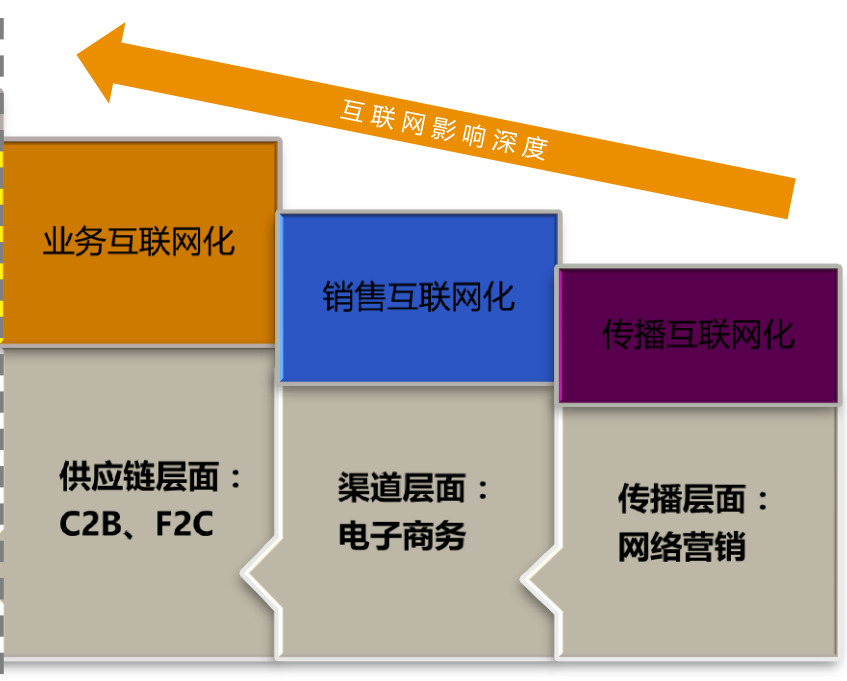 互联网影响深度
业务互联网化
销售互联网化
传播互联网化
供应链层面：
C2B、F2C
渠道层面：
电子商务
传播层面：
网络营销